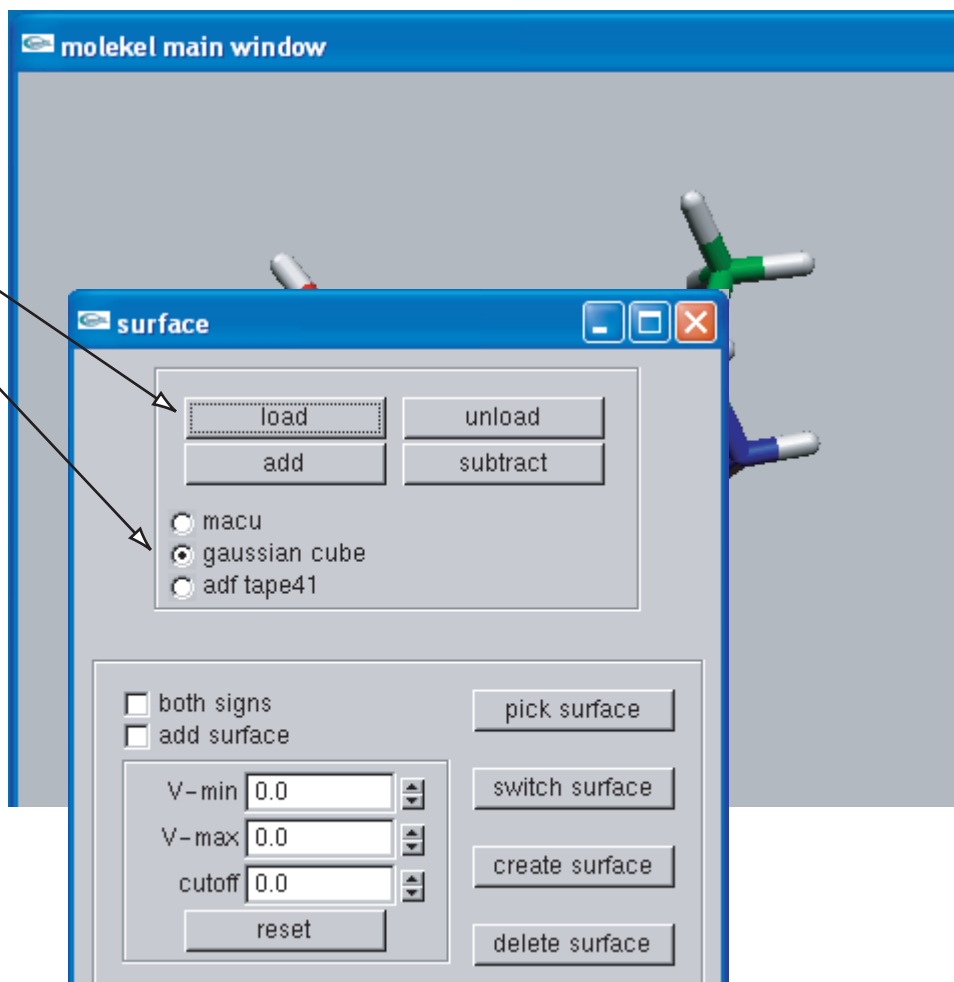 molekel main window
surface
load unload
add subtract
macu
gaussian cube
adf tape41
both signs
pick surface
add surface
V-min 0.0
switch surface
V-max 0.0
create surface
cutoff 0.0
reset
delete surface